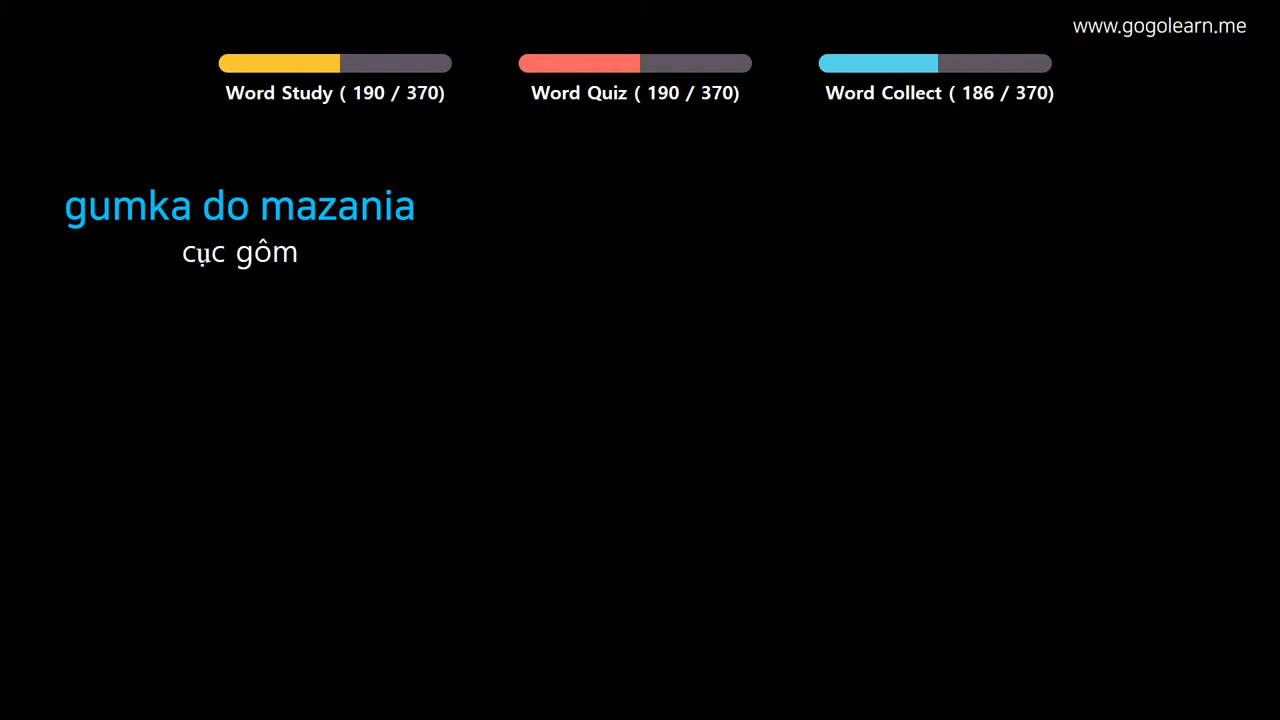 www.gogolearn.me
Word Study ( 190 / 370)
Word Quiz ( 190 / 370)
Word Collect ( 186 / 370)
gumka do mazania
cục gôm